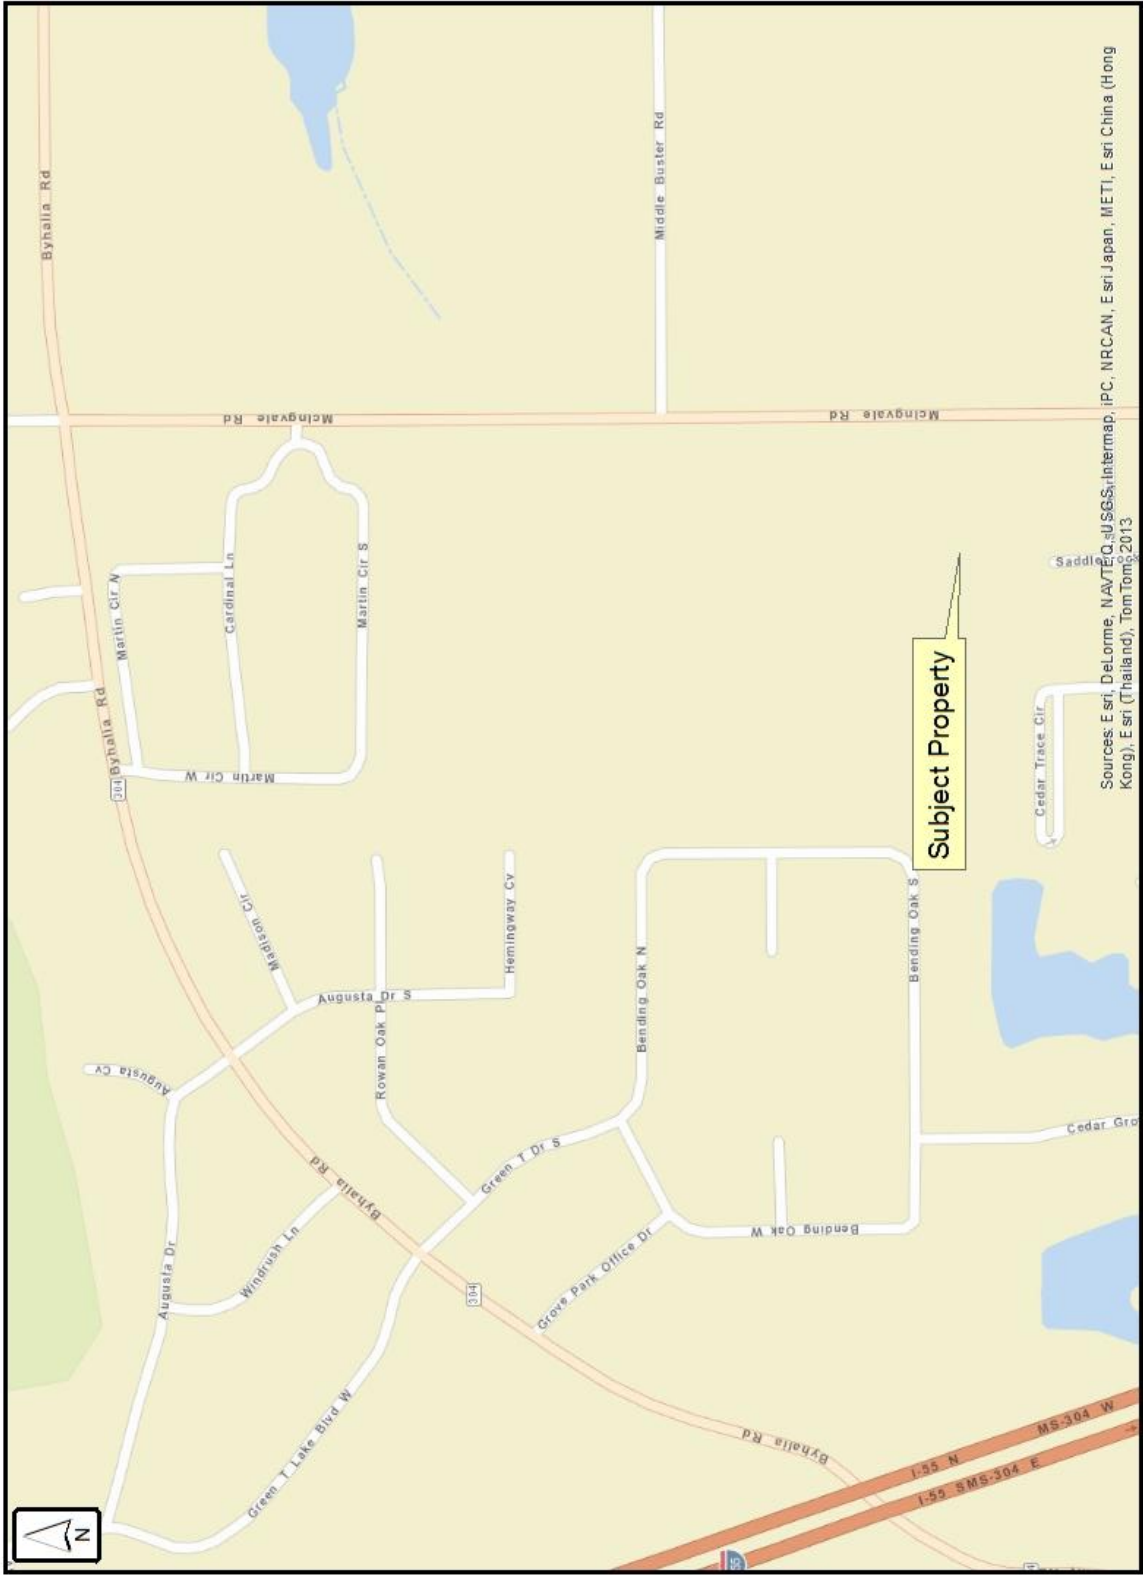 Byhalia Rd
Middle Buster Rd
McIngvale Rd
McIngvale Rd
Cardinal Ln
Martin Cir N
Martin Cir S
Martin Cir W
Byhalia Rd
304
Madison Cir
Augusta Dr S
Hemingway Cv
Rowan Oak Pl
Augusta Cv
Augusta Dr
Windrush Ln
Byhalia Rd
Green T Dr S
Green T Lake Blvd W
304
Grove Park Office Dr
Bending Oak N
Bending Oak W
Bending Oak S
Subject Property
Cedar Trace Cir
Cedar Gro
Byhalia Rd
I-55 N
MS-304 W
I-55 SMS-304 E
N
Sources: Esri, DeLorme, NAVTEQ, USGS, Intermap, iPC, NRCAN, Esri Japan, METI, Esri China (Hong
Kong), Esri (Thailand), TomTom, 2013